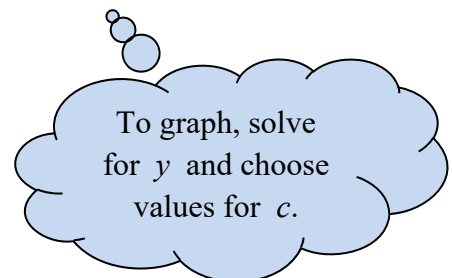 To graph, solve
for y and choose
values for c.